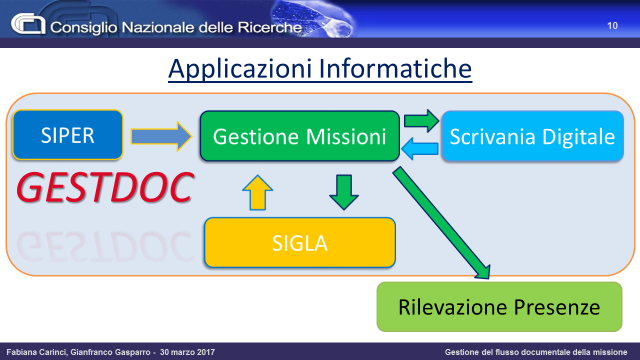 Consiglio Nazionale delle Ricerche
10
Applicazioni Informatiche
SIPER
Gestione Missioni
Scrivania Digitale
GESTDOC
SIGLA
Rilevazione Presenze
Fabiana Carinci, Gianfranco Gasparro - 30 marzo 2017
Gestione del flusso documentale della missione